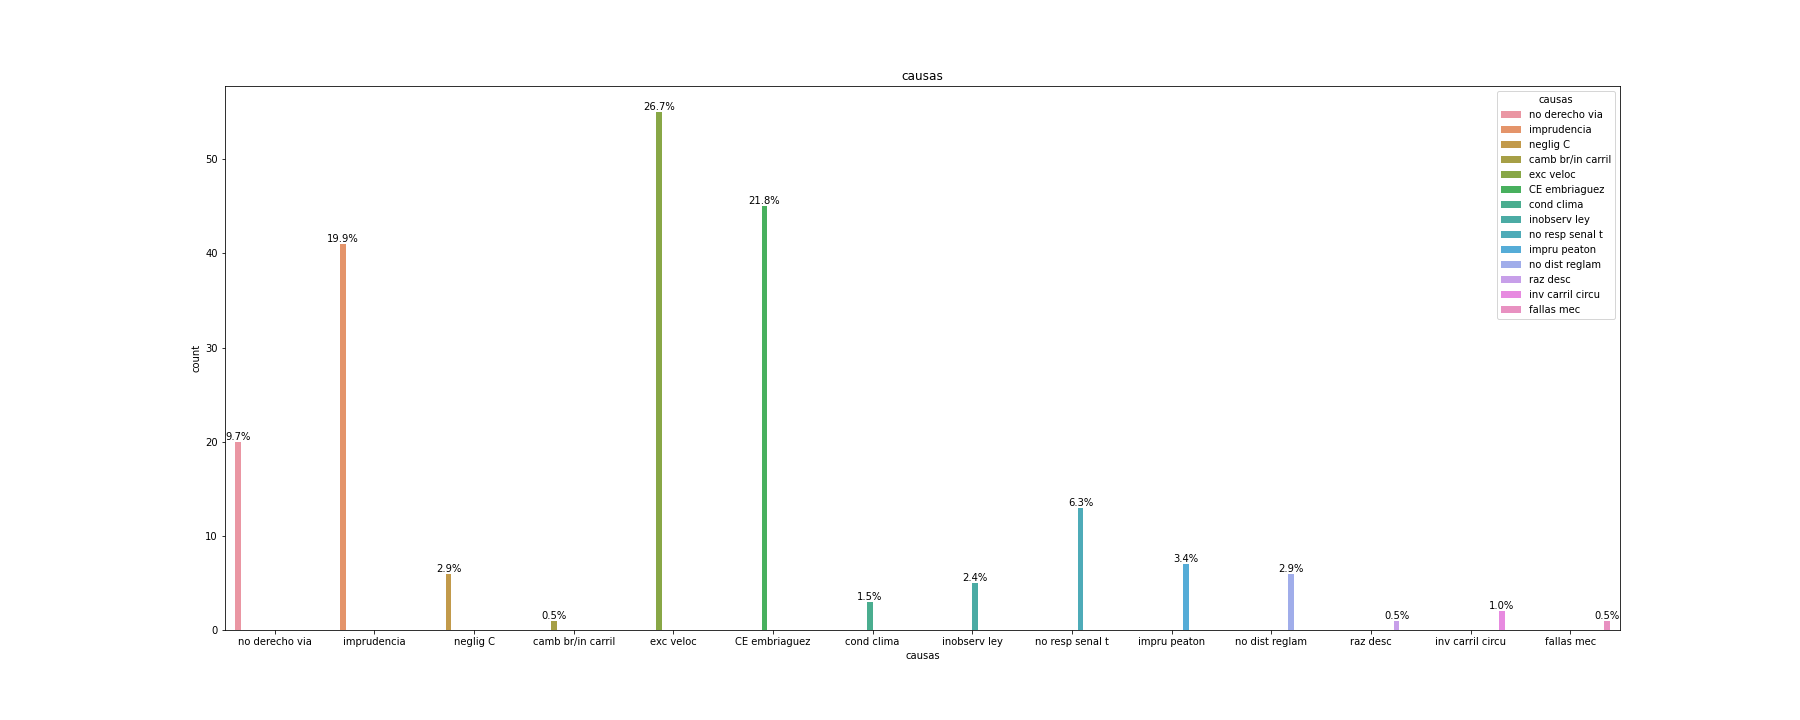 causas
26.7%
21.8%
19.9%
9.7%
6.3%
3.4%
2.9%
2.9%
2.4%
1.5%
1.0%
0.5%
0.5%
0.5%
causas
no derecho via
imprudencia
neglig C
camb br/in carril
exc veloc
CE embriaguez
cond clima
inobserv ley
no resp senal t
impru peaton
no dist reglam
raz desc
inv carril circu
fallas mec
count
50
40
30
20
10
0
no derecho via imprudencia neglig C camb br/in carril exc veloc CE embriaguez cond clima inobserv ley no resp senal t impru peaton no dist reglam raz desc inv carril circu fallas mec
causas